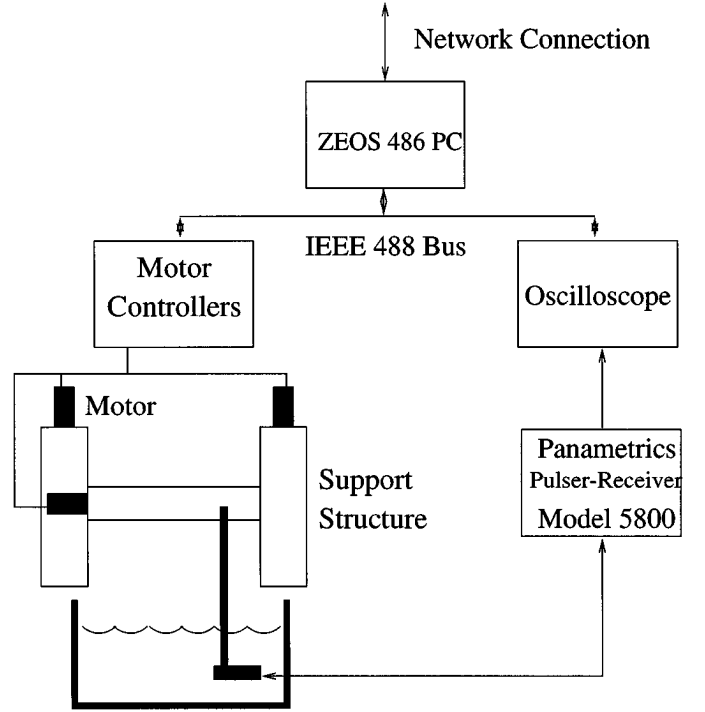 Network Connection
ZEOS 486 PC
IEEE 488 Bus
Motor
Controllers
Oscilloscope
Motor
Support
Structure
Panametrics
Pulser-Receiver
Model 5800